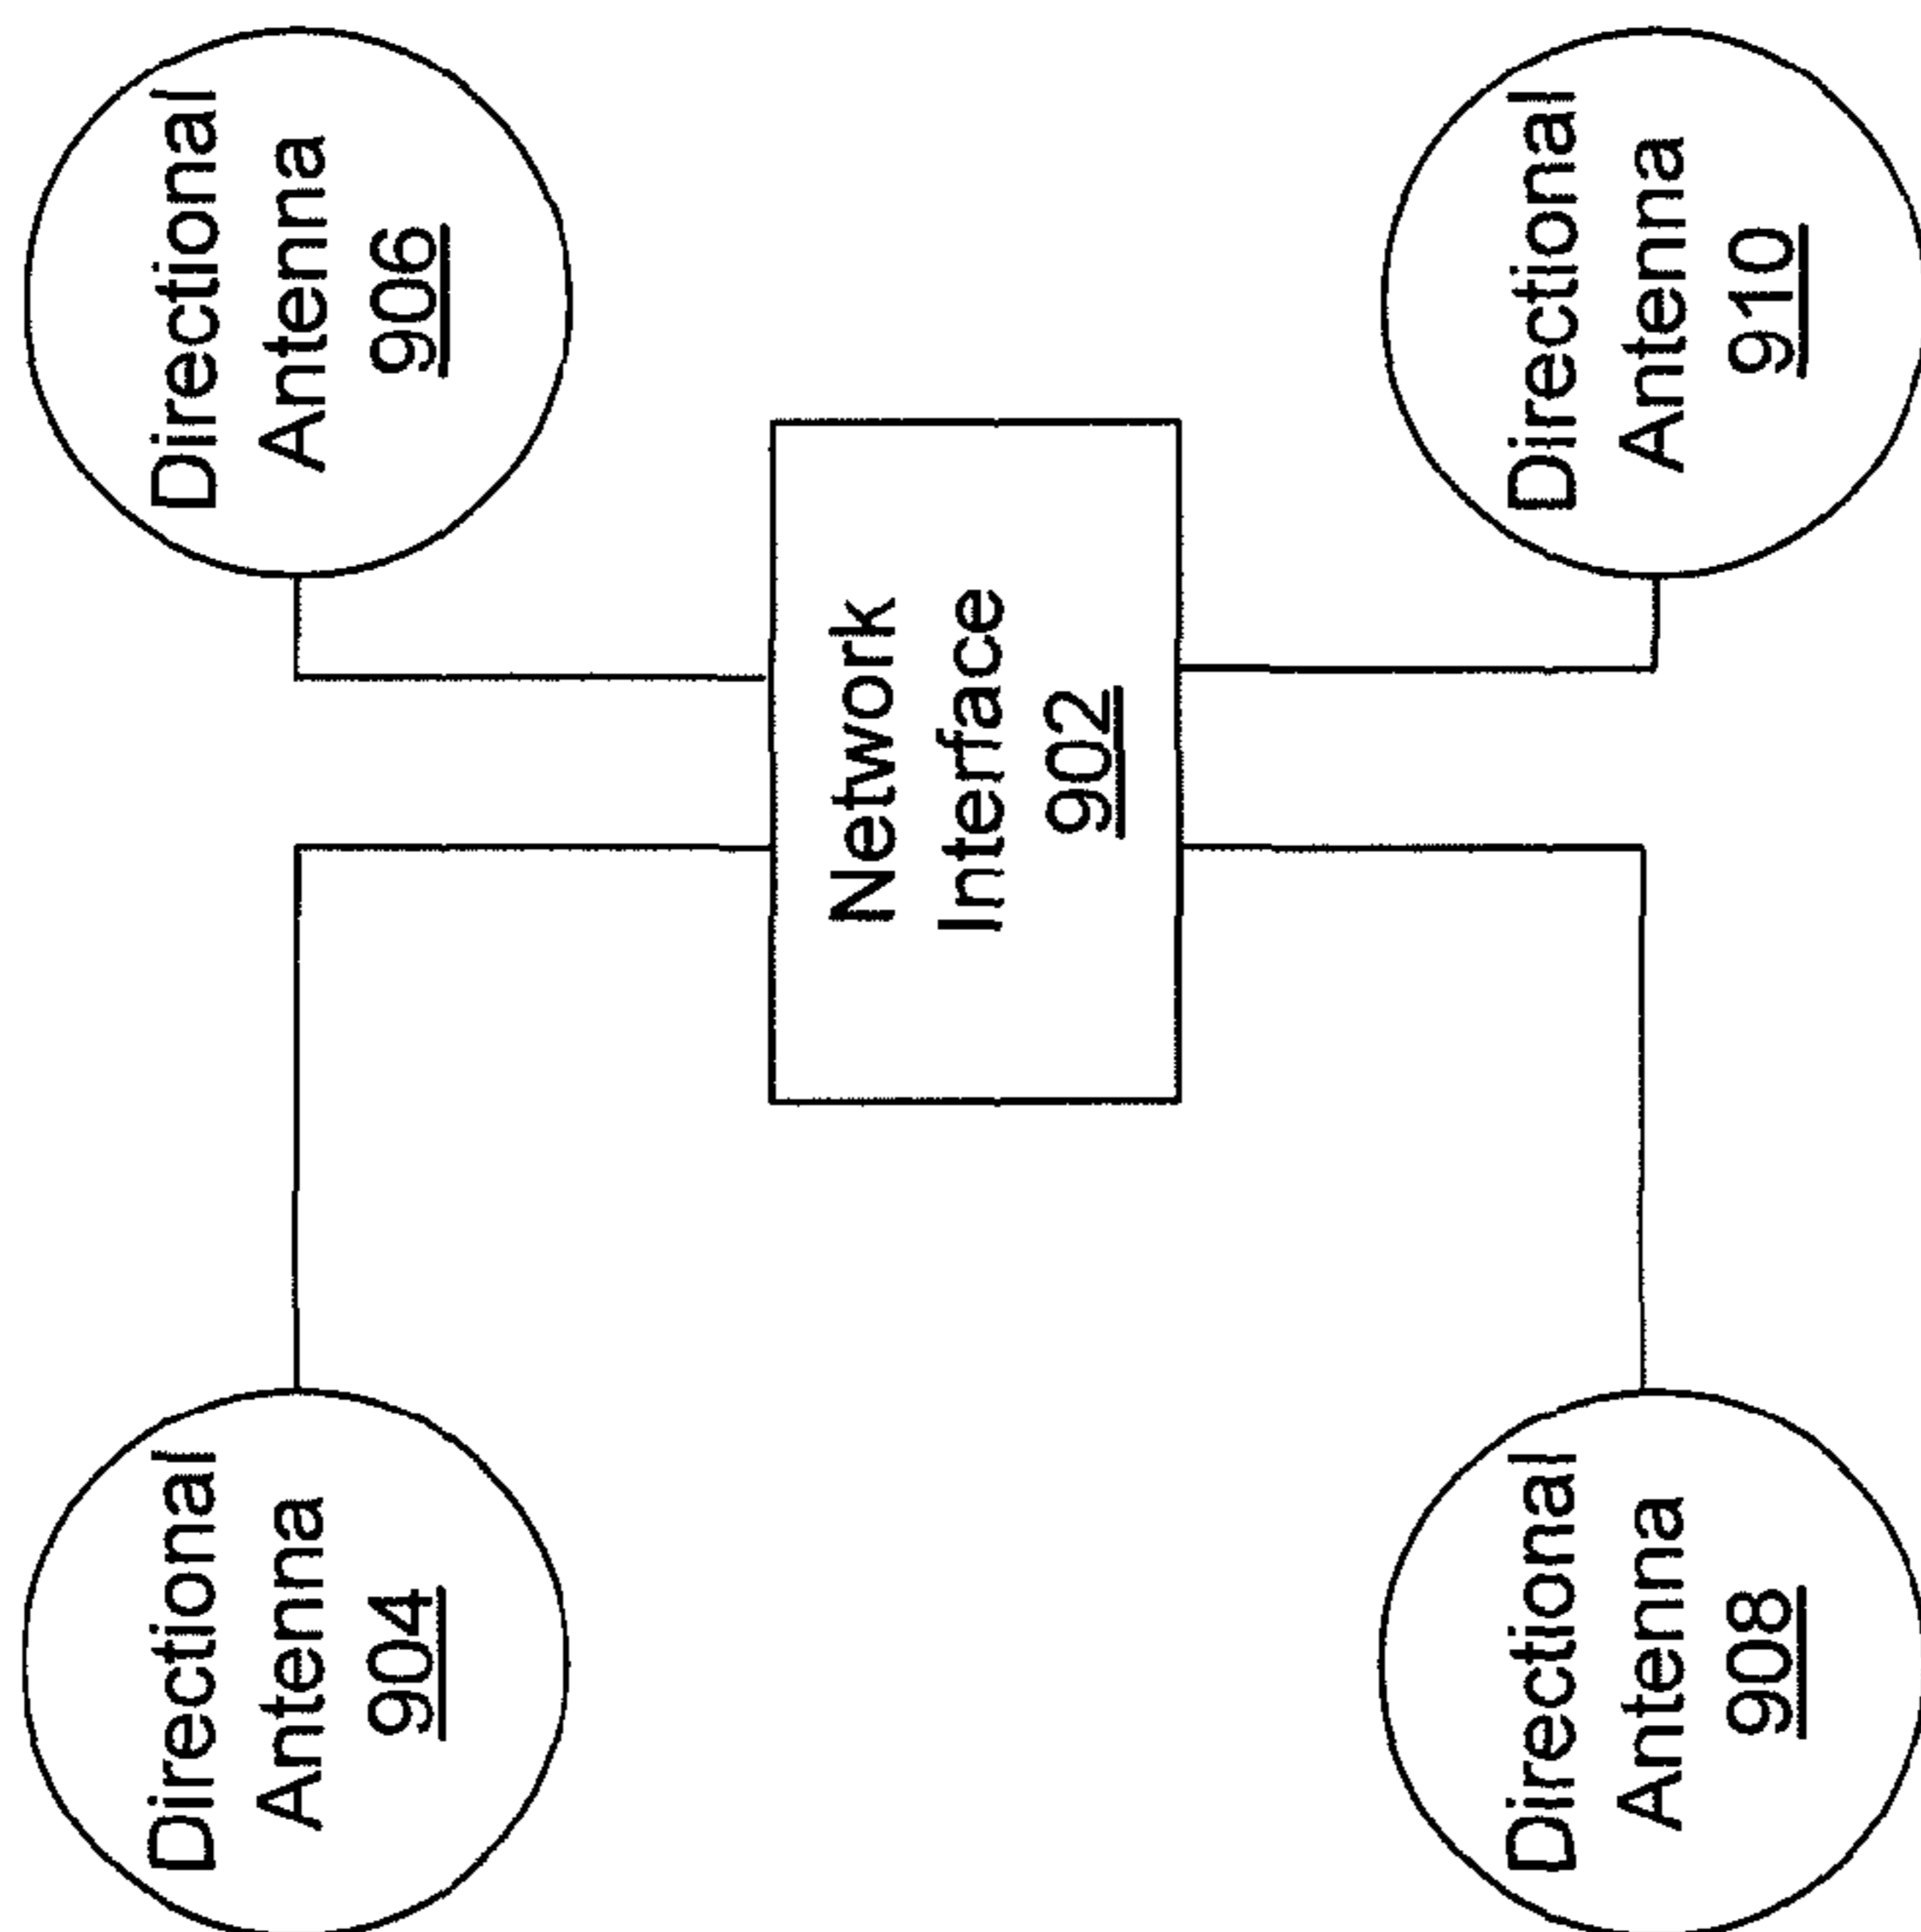 Directional
Antenna
904
Directional
Antenna
906
Network
Interface
902
Directional
Antenna
908
Directional
Antenna
910